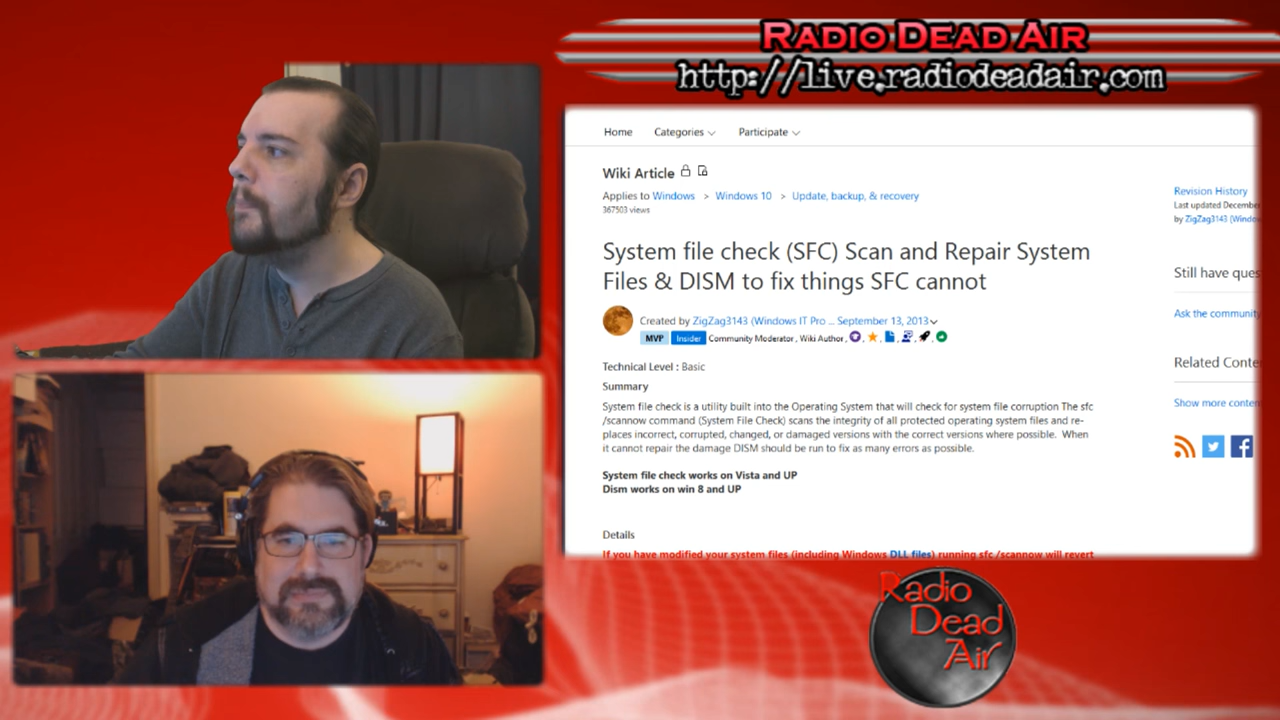 RADIO DEAD AIR
http://live.radiodeadair.com
Home Categories Participate
Wiki Article
Applies to Windows > Windows 10 > Update, backup, & recovery
367503 views
System file check (SFC) Scan and Repair System
Files & DISM to fix things SFC cannot
Created by ZigZag3143 (Windows IT Pro ... September 13, 2013
MVP Insider Community Moderator, Wiki Author,
Technical Level : Basic
Summary
System file check is a utility built into the Operating System that will check for system file corruption The sfc
/scannow command (System File Check) scans the integrity of all protected operating system files and re-
places incorrect, corrupted, changed, or damaged versions with the correct versions where possible. When
it cannot repair the damage DISM should be run to fix as many errors as possible.
System file check works on Vista and UP
Dism works on win 8 and UP
Details
If you have modified your system files (including Windows DLL files) running sfc /scannow will revert
Revision History
Last updated December
by ZigZag3143 (Windo
Still have ques
Ask the community
Related Conte
Show more conten
Radio
Dead
Air